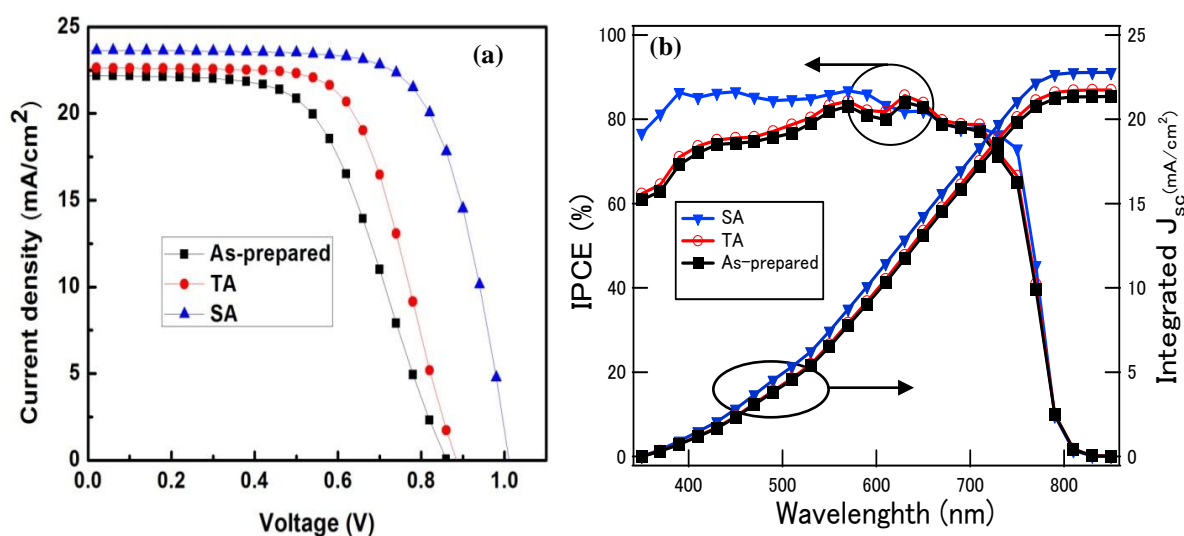 (a)
25
20
15
10
5
0
Current density (mA/cm²)
As-prepared
TA
SA
0.0 0.2 0.4 0.6 0.8 1.0
Voltage (V)
(b)
100
80
60
40
20
0
IPCE (%)
SA
TA
As-prepared
25
20
15
10
5
0
Integrated Jsc(mA/cm²)
400 500 600 700 800
Wavelenghth (nm)